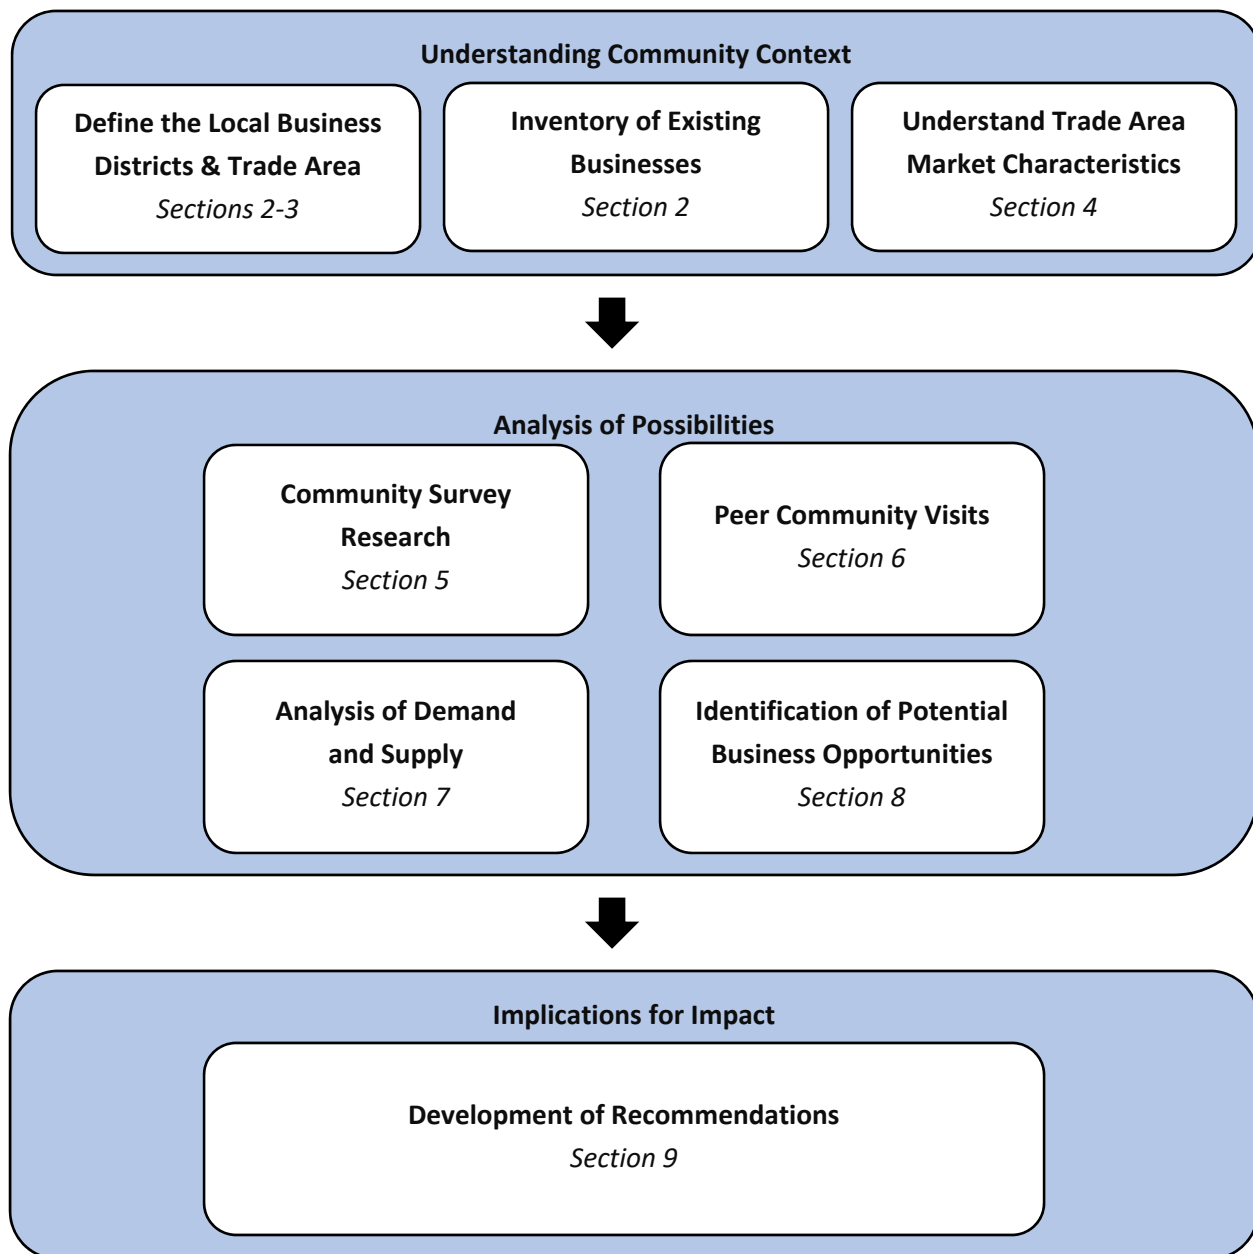 Understanding Community Context
Define the Local Business
Districts & Trade Area
Sections 2-3
Inventory of Existing
Businesses
Section 2
Understand Trade Area
Market Characteristics
Section 4
Analysis of Possibilities
Community Survey
Research
Section 5
Peer Community Visits
Section 6
Analysis of Demand
and Supply
Section 7
Identification of Potential
Business Opportunities
Section 8
Implications for Impact
Development of Recommendations
Section 9